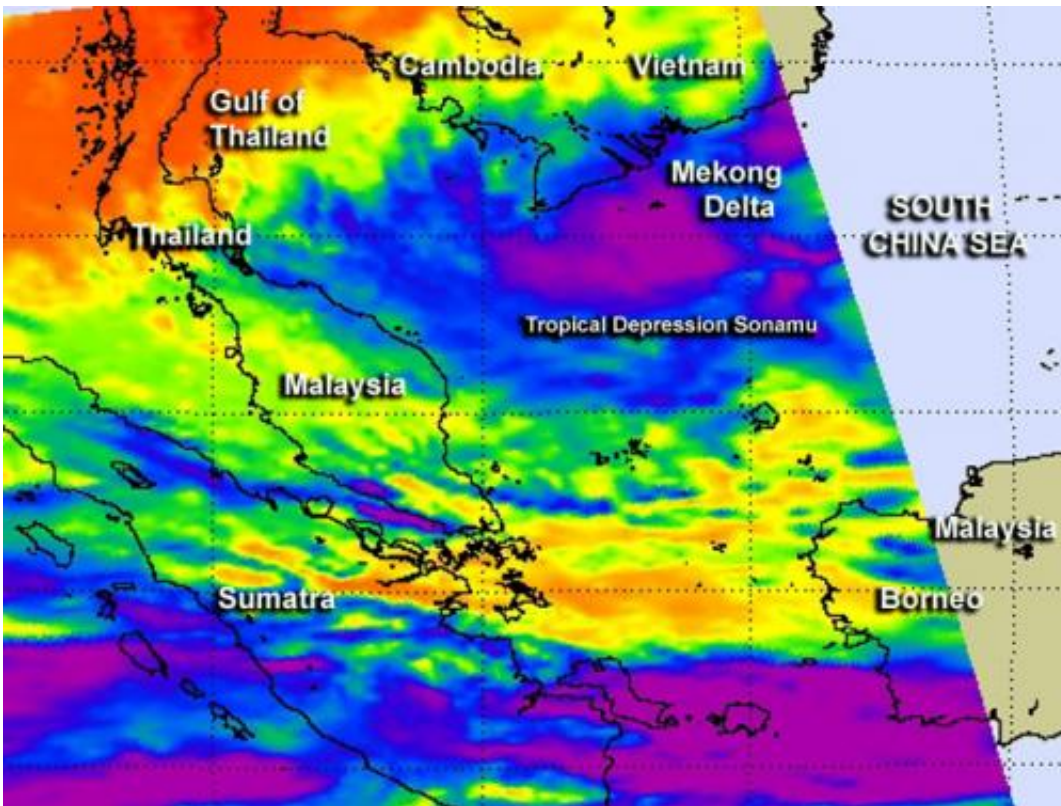 Cambodia
Vietnam
Gulf of
Thailand
Mekong
Delta
SOUTH
CHINA SEA
Thailand
Tropical Depression Sonamu
Malaysia
Malaysia
Sumatra
Borneo